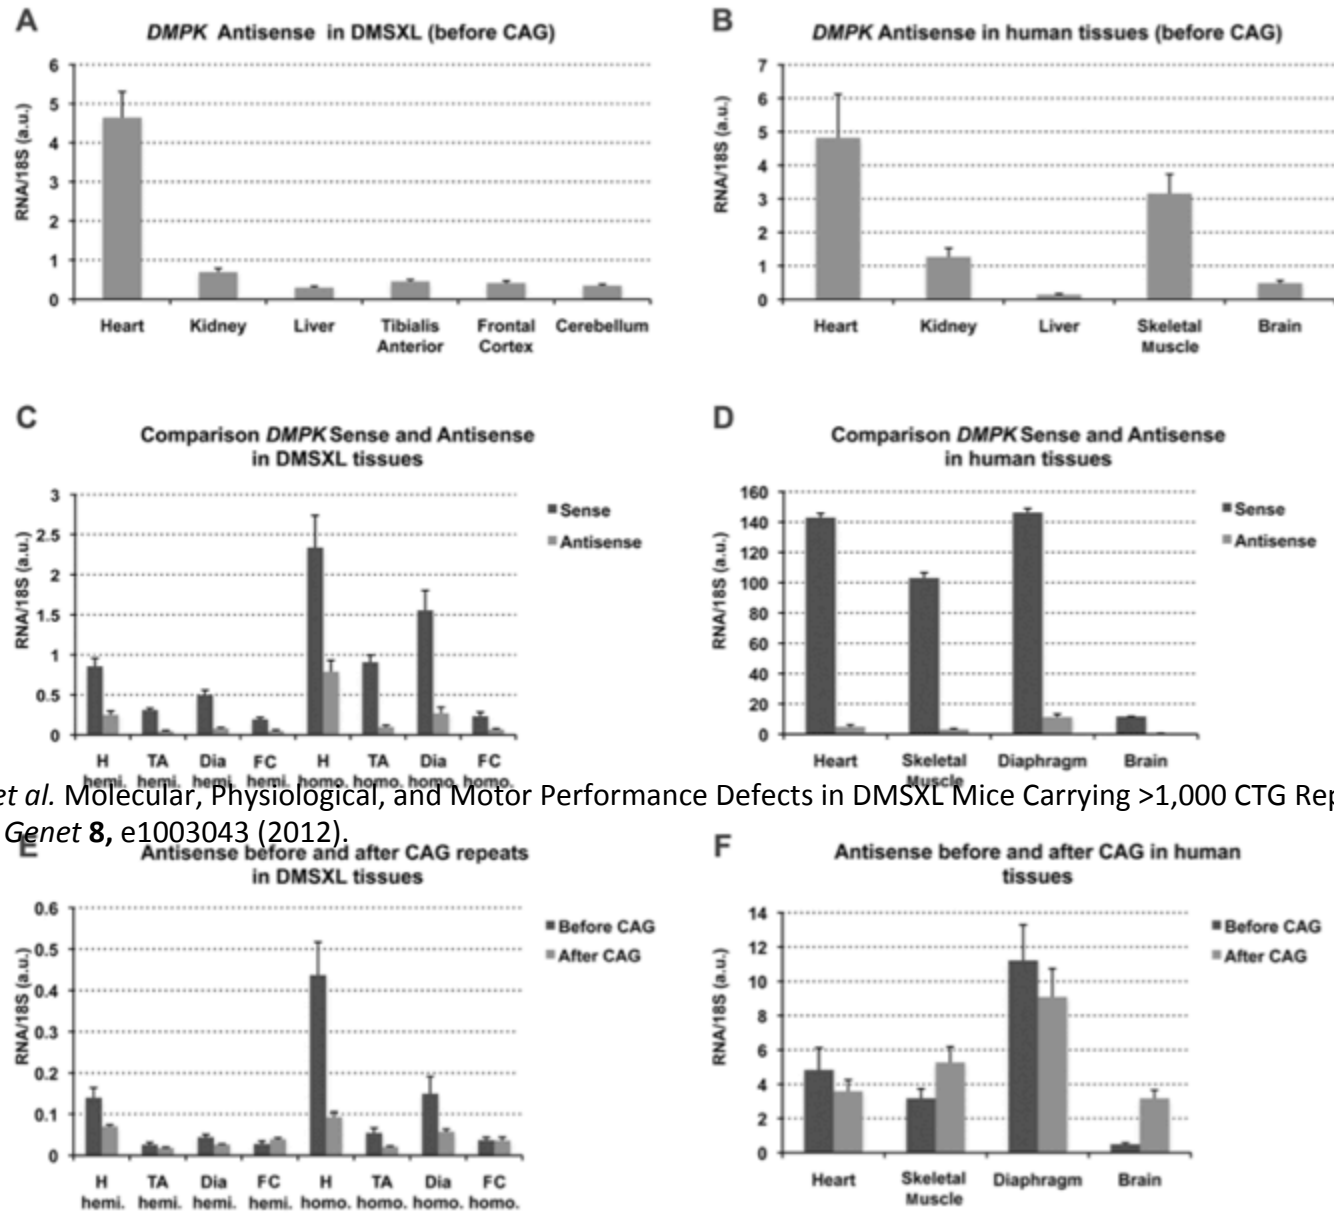 A
DMPK Antisense in DMSXL (before CAG)
RNA/18S (a.u.)
6
5
4
3
2
1
0
Heart Kidney Liver Tibialis Anterior Frontal Cortex Cerebellum
B
DMPK Antisense in human tissues (before CAG)
RNA/18S (a.u.)
7
6
5
4
3
2
1
0
Heart Kidney Liver Skeletal Muscle Brain
C
Comparison DMPK Sense and Antisense
in DMSXL tissues
RNA/18S (a.u.)
3
2.5
2
1.5
1
0.5
0
Sense
Antisense
H TA Dia FC H TA Dia FC
hemi. hemi. hemi. hemi. homo. homo. homo. homo.
D
Comparison DMPK Sense and Antisense
in human tissues
RNA/18S (a.u.)
160
140
120
100
80
60
40
20
0
Sense
Antisense
Heart Skeletal Muscle Diaphragm Brain
et al. Molecular, Physiological, and Motor Performance Defects in DMSXL Mice Carrying >1,000 CTG Rep
Genet 8, e1003043 (2012).
E
Antisense before and after CAG repeats
in DMSXL tissues
RNA/18S (a.u.)
0.6
0.5
0.4
0.3
0.2
0.1
0
Before CAG
After CAG
H TA Dia FC H TA Dia FC
hemi. hemi. hemi. hemi. homo. homo. homo. homo.
F
Antisense before and after CAG in human
tissues
RNA/18S (a.u.)
14
12
10
8
6
4
2
0
Before CAG
After CAG
Heart Skeletal Muscle Diaphragm Brain